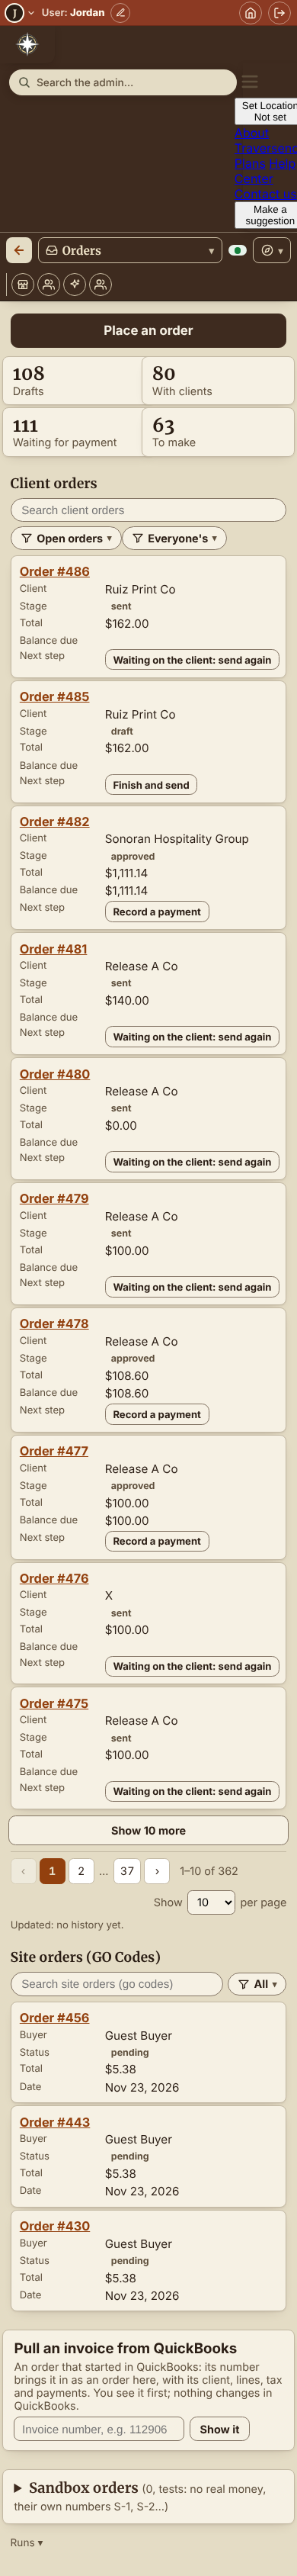 J
User: Jordan
Search the admin...
Set Location
Not set
About
Plans Help
Center
Contact us
Make a
suggestion
Orders
Place an order
108
Drafts
80
With clients
111
Waiting for payment
63
To make
Client orders
Search client orders
Open orders ▾
Everyone's ▾
Order #486
Client Ruiz Print Co
Stage sent
Total $162.00
Balance due
Next step Waiting on the client: send again
Order #485
Client Ruiz Print Co
Stage draft
Total $162.00
Balance due
Next step Finish and send
Order #482
Client Sonoran Hospitality Group
Stage approved
Total $1,111.14
Balance due $1,111.14
Next step Record a payment
Order #481
Client Release A Co
Stage sent
Total $140.00
Balance due
Next step Waiting on the client: send again
Order #480
Client Release A Co
Stage sent
Total $0.00
Balance due
Next step Waiting on the client: send again
Order #479
Client Release A Co
Stage sent
Total $100.00
Balance due
Next step Waiting on the client: send again
Order #478
Client Release A Co
Stage approved
Total $108.60
Balance due $108.60
Next step Record a payment
Order #477
Client Release A Co
Stage approved
Total $100.00
Balance due $100.00
Next step Record a payment
Order #476
Client X
Stage sent
Total $100.00
Balance due
Next step Waiting on the client: send again
Order #475
Client Release A Co
Stage sent
Total $100.00
Balance due
Next step Waiting on the client: send again
Show 10 more
‹ 1 2 ... 37 › 1–10 of 362
Show 10 per page
Updated: no history yet.
Site orders (GO Codes)
Search site orders (go codes)
All ▾
Order #456
Buyer Guest Buyer
Status pending
Total $5.38
Date Nov 23, 2026
Order #443
Buyer Guest Buyer
Status pending
Total $5.38
Date Nov 23, 2026
Order #430
Buyer Guest Buyer
Status pending
Total $5.38
Date Nov 23, 2026
Pull an invoice from QuickBooks
An order that started in QuickBooks: its number
brings it in as an order here, with its client, lines, tax
and payments. You see it first; nothing changes in
QuickBooks.
Invoice number, e.g. 112906
Show it
▶ Sandbox orders (0, tests: no real money,
their own numbers S-1, S-2...)
Runs ▾